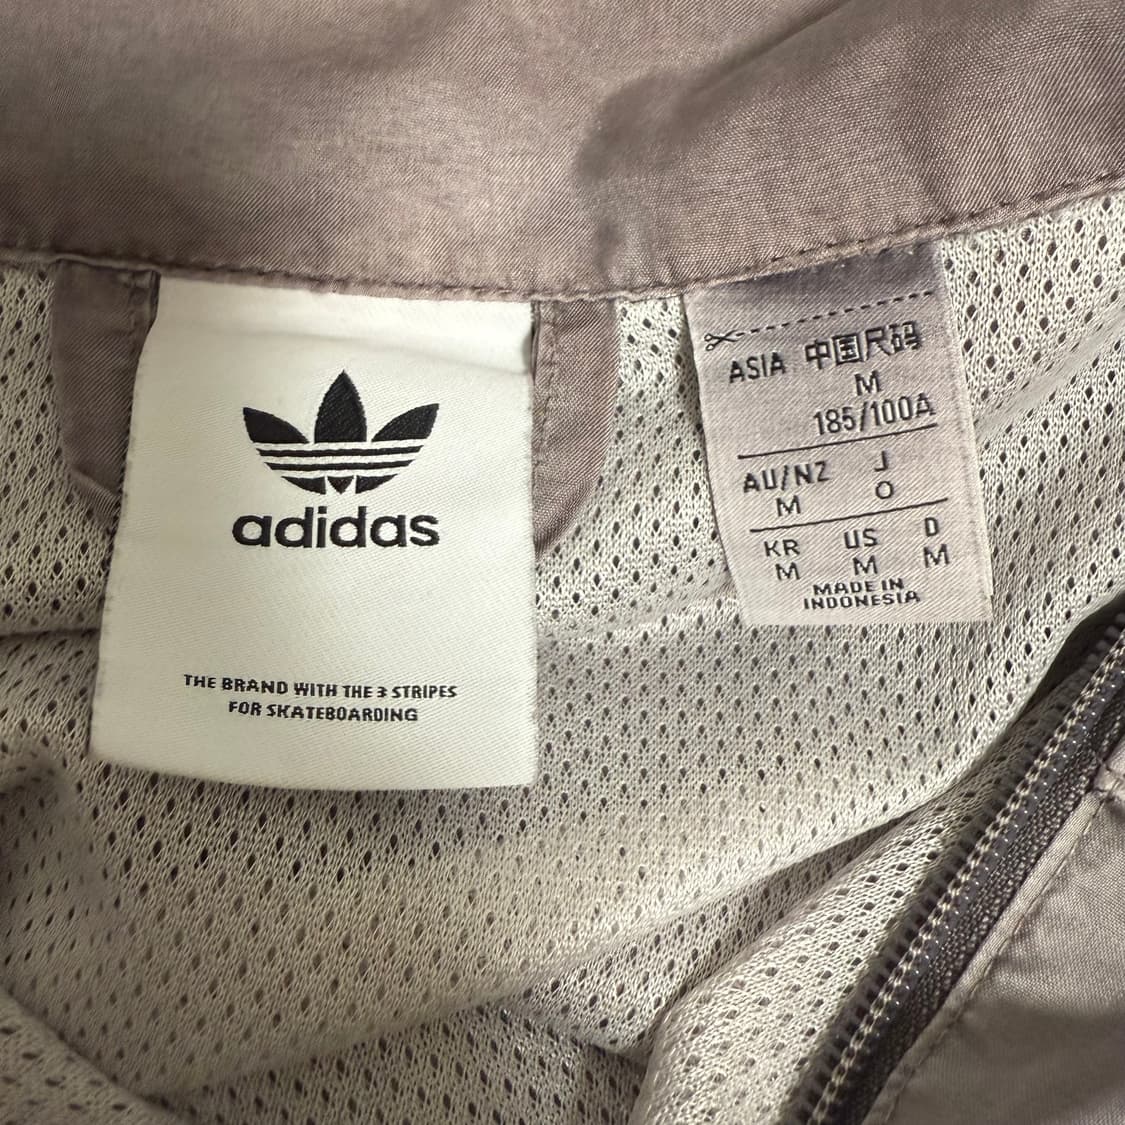 adidas
THE BRAND WITH THE 3 STRIPES
FOR SKATEBOARDING
ASIA 中国尺码
M
185/100A
AU/NZ J
M O
KR US D
M M M
MADE IN
INDONESIA